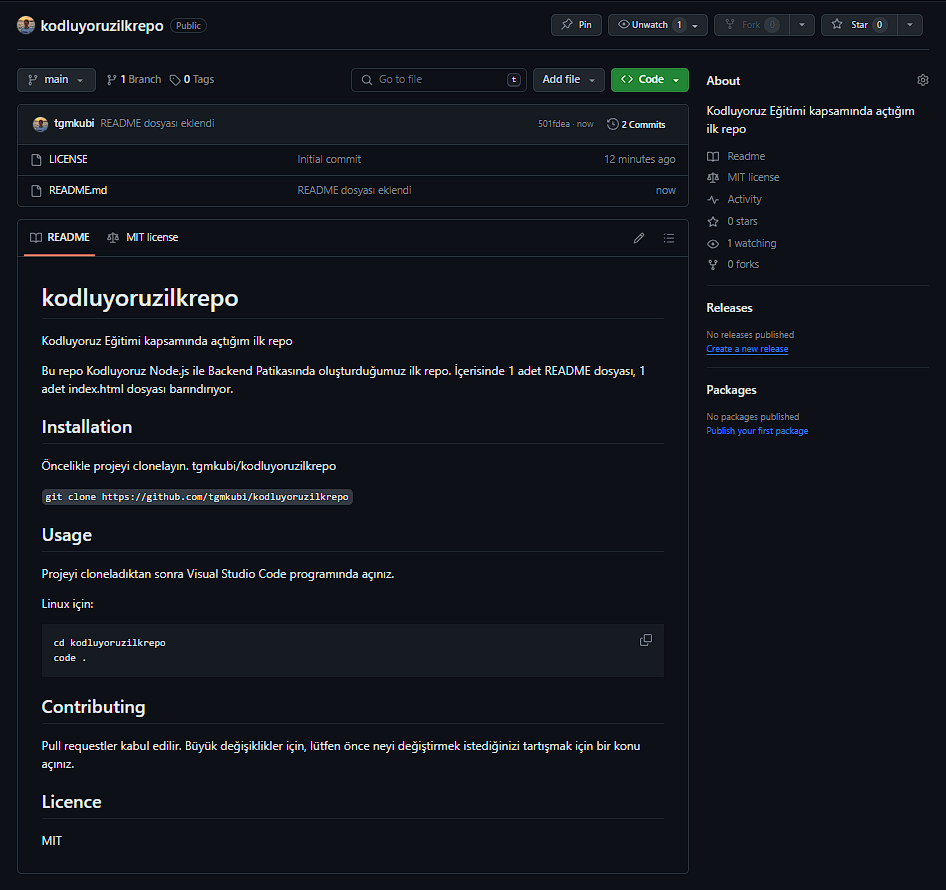 kodluyoruzilkrepo Public Pin Unwatch 1 Fork 0 Star 0
main 1 Branch 0 Tags Go to file t Add file Code
tgmkubi README dosyası eklendi 501fdea · now 2 Commits
LICENSE Initial commit 12 minutes ago
README.md README dosyası eklendi now
README MIT license
kodluyoruzilkrepo
Kodluyoruz Eğitimi kapsamında açtığım ilk repo
Bu repo Kodluyoruz Node.js ile Backend Patikasında oluşturduğumuz ilk repo. İçerisinde 1 adet README dosyası, 1
adet index.html dosyası barındırıyor.
Installation
Öncelikle projeyi clonelayın. tgmkubi/kodluyoruzilkrepo
git clone https://github.com/tgmkubi/kodluyoruzilkrepo
Usage
Projeyi cloneladıktan sonra Visual Studio Code programında açınız.
Linux için:
cd kodluyoruzilkrepo
code .
Contributing
Pull requestler kabul edilir. Büyük değişiklikler için, lütfen önce neyi değiştirmek istediğinizi tartışmak için bir konu
açınız.
Licence
MIT
About
Kodluyoruz Eğitimi kapsamında açtığım
ilk repo
Readme
MIT license
Activity
0 stars
1 watching
0 forks
Releases
No releases published
Create a new release
Packages
No packages published
Publish your first package